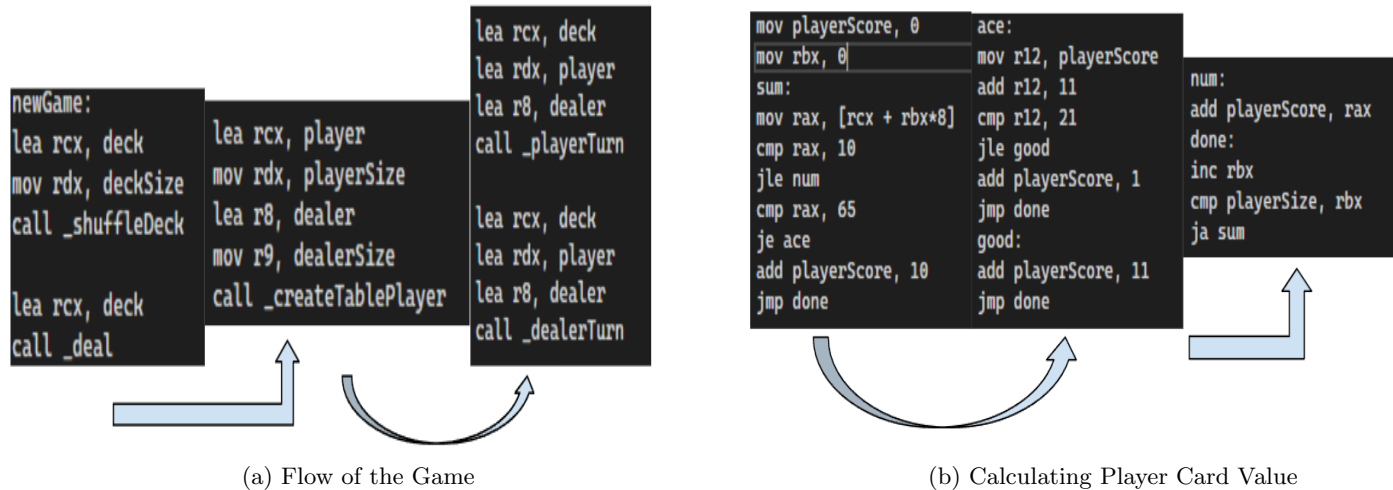 newGame:
lea rcx, deck
mov rdx, deckSize
call _shuffleDeck
lea rcx, deck
call _deal
lea rcx, player
mov rdx, playerSize
lea r8, dealer
mov r9, dealerSize
call _createTablePlayer
lea rcx, deck
lea rdx, player
lea r8, dealer
call _playerTurn
lea rcx, deck
lea rdx, player
lea r8, dealer
call _dealerTurn
(a) Flow of the Game
mov playerScore, 0
mov rbx, 0
sum:
mov rax, [rcx + rbx*8]
cmp rax, 10
jle num
cmp rax, 65
je ace
add playerScore, 10
jmp done
ace:
mov r12, playerScore
add r12, 11
cmp r12, 21
jle good
add playerScore, 1
jmp done
good:
add playerScore, 11
jmp done
num:
add playerScore, rax
done:
inc rbx
cmp playerSize, rbx
ja sum
(b) Calculating Player Card Value